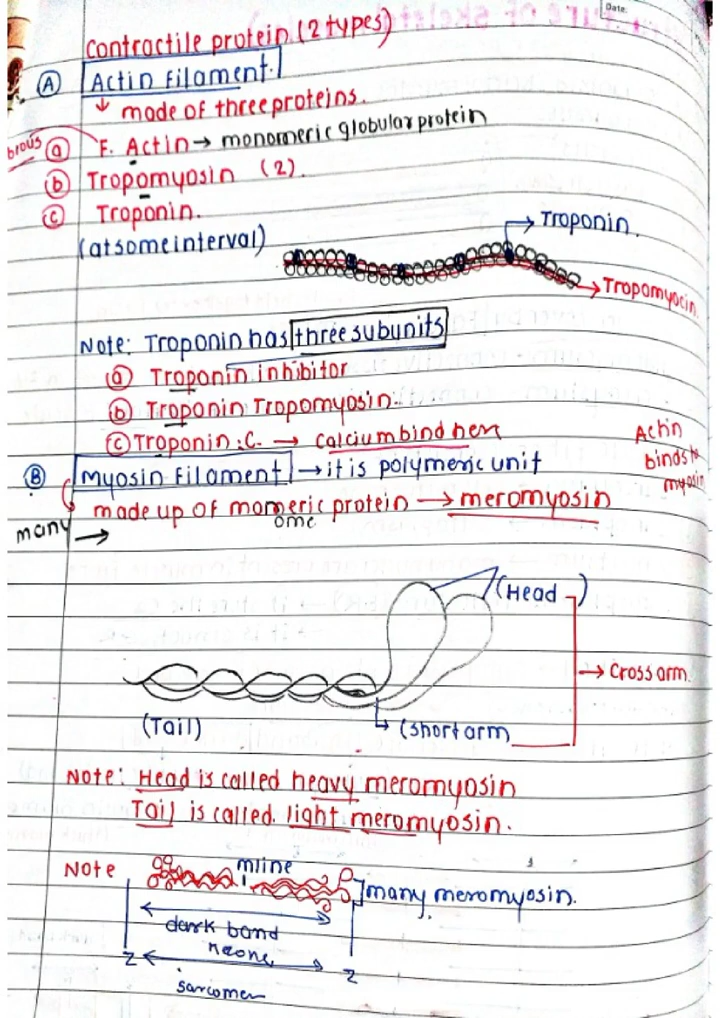 Date:
Contractile protein (2 types)
(A) Actin filament.
↓ made of three proteins.
brous (a) F. Actin → monomeric globular protein
(b) Tropomyosin (2).
(c) Troponin.
(at some interval)
→ Troponin.
→ Tropomyocin
Note: Troponin has three subunits
(a) Troponin inhibitor
(b) Troponin Tropomyosin.
(c) Troponin C. → calcium bind here
Actin binds to myosin
(B) Myosin Filament → it is polymeric unit
made up of momeric protein → meromyosin
ome
many →
(Head)
→ Cross arm.
(Tail)
(short arm
Note: Head is called heavy meromyosin
Tail is called light meromyosin.
Note
mline
many meromyosin.
dark band
Z
Z
sarcomer